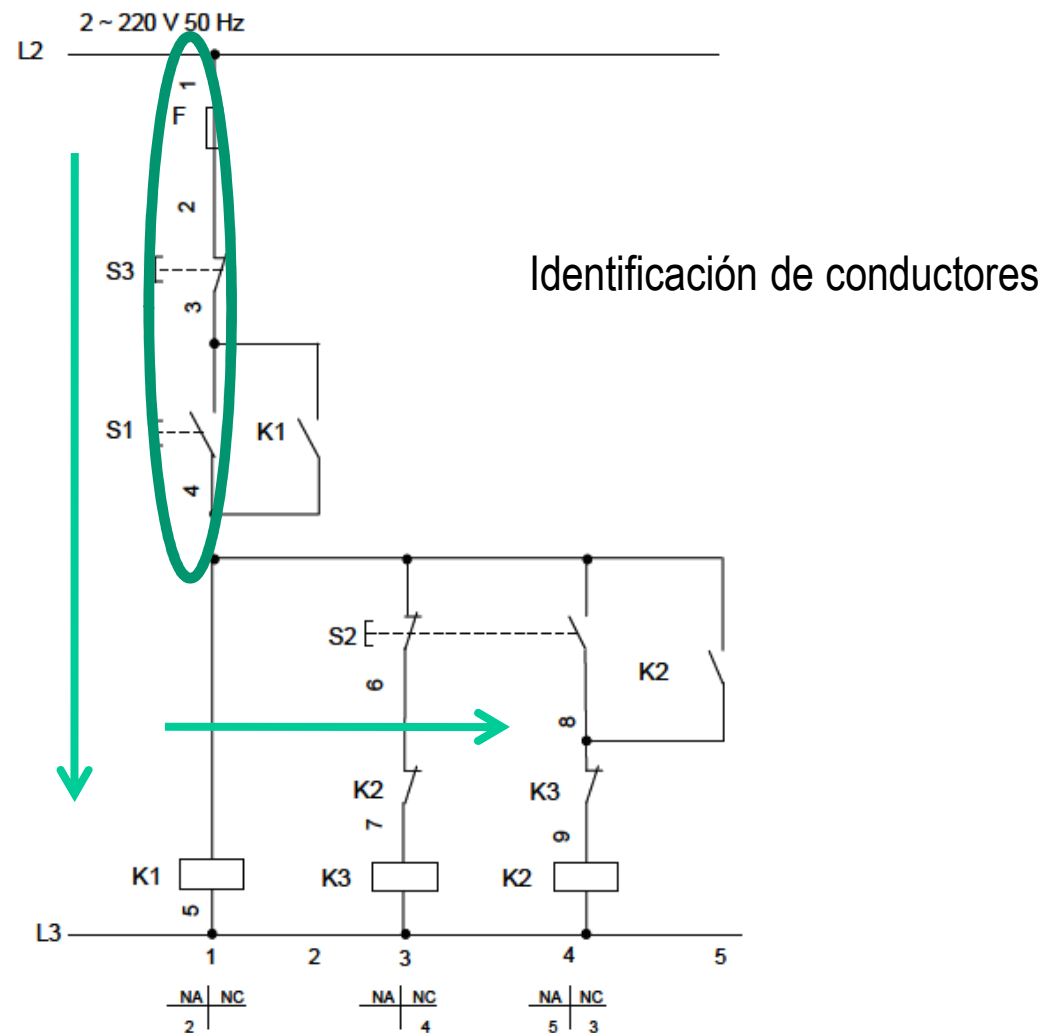 2 ~ 220 V 50 Hz
L2
1
F
2
S3
3
Identificación de conductores
S1
K1
4
S2
K2
6
8
K2
K3
7
9
K1
K3
K2
5
L3
1 2 3 4 5
NA NC NA NC NA NC
2 4 5 3